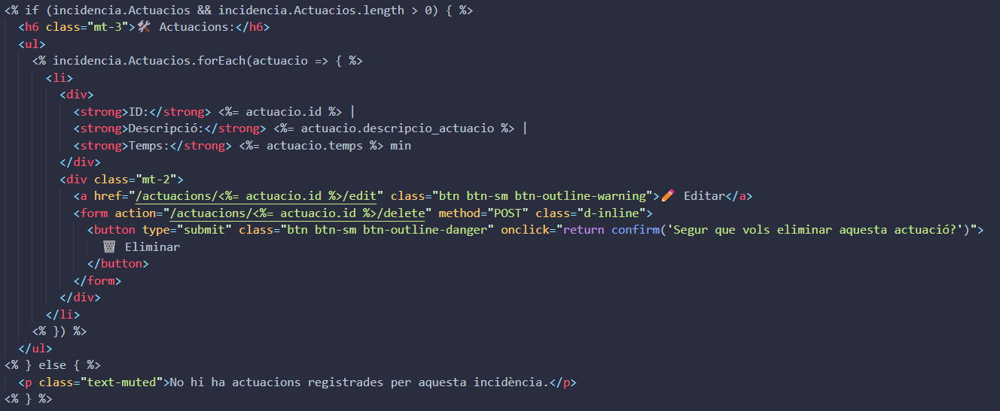 <% if (incidencia.Actuacios && incidencia.Actuacios.length > 0) { %>
<h6 class="mt-3">🛠️ Actuacions:</h6>
<ul>
<% incidencia.Actuacios.forEach(actuacio => { %>
<li>
<div>
<strong>ID:</strong> <%= actuacio.id %> |
<strong>Descripció:</strong> <%= actuacio.descripcio_actuacio %> |
<strong>Temps:</strong> <%= actuacio.temps %> min
</div>
<div class="mt-2">
<a href="/actuacions/<%= actuacio.id %>/edit" class="btn btn-sm btn-outline-warning">✏️ Editar</a>
<form action="/actuacions/<%= actuacio.id %>/delete" method="POST" class="d-inline">
<button type="submit" class="btn btn-sm btn-outline-danger" onclick="return confirm('Segur que vols eliminar aquesta actuació?')">
🗑️ Eliminar
</button>
</form>
</div>
</li>
<% }) %>
</ul>
<% } else { %>
<p class="text-muted">No hi ha actuacions registrades per aquesta incidència.</p>
<% } %>